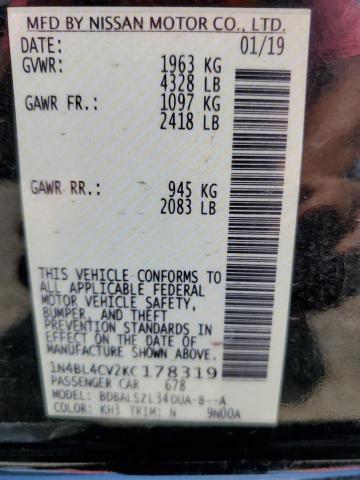 MFD BY NISSAN MOTOR CO., LTD.
DATE: 01/19
GVWR: 1963 KG
4328 LB
GAWR FR.: 1097 KG
2418 LB
GAWR RR.: 945 KG
2083 LB
THIS VEHICLE CONFORMS TO
ALL APPLICABLE FEDERAL
MOTOR VEHICLE SAFETY,
BUMPER, AND THEFT
PREVENTION STANDARDS IN
EFFECT ON THE DATE OF
MANUFACTURE SHOWN ABOVE.
1N4BL4CV2KC178319
PASSENGER CAR 678
MODEL: BDBALSZL340UA-B--A
COLOR: KH3 TRIM: N 9N00A